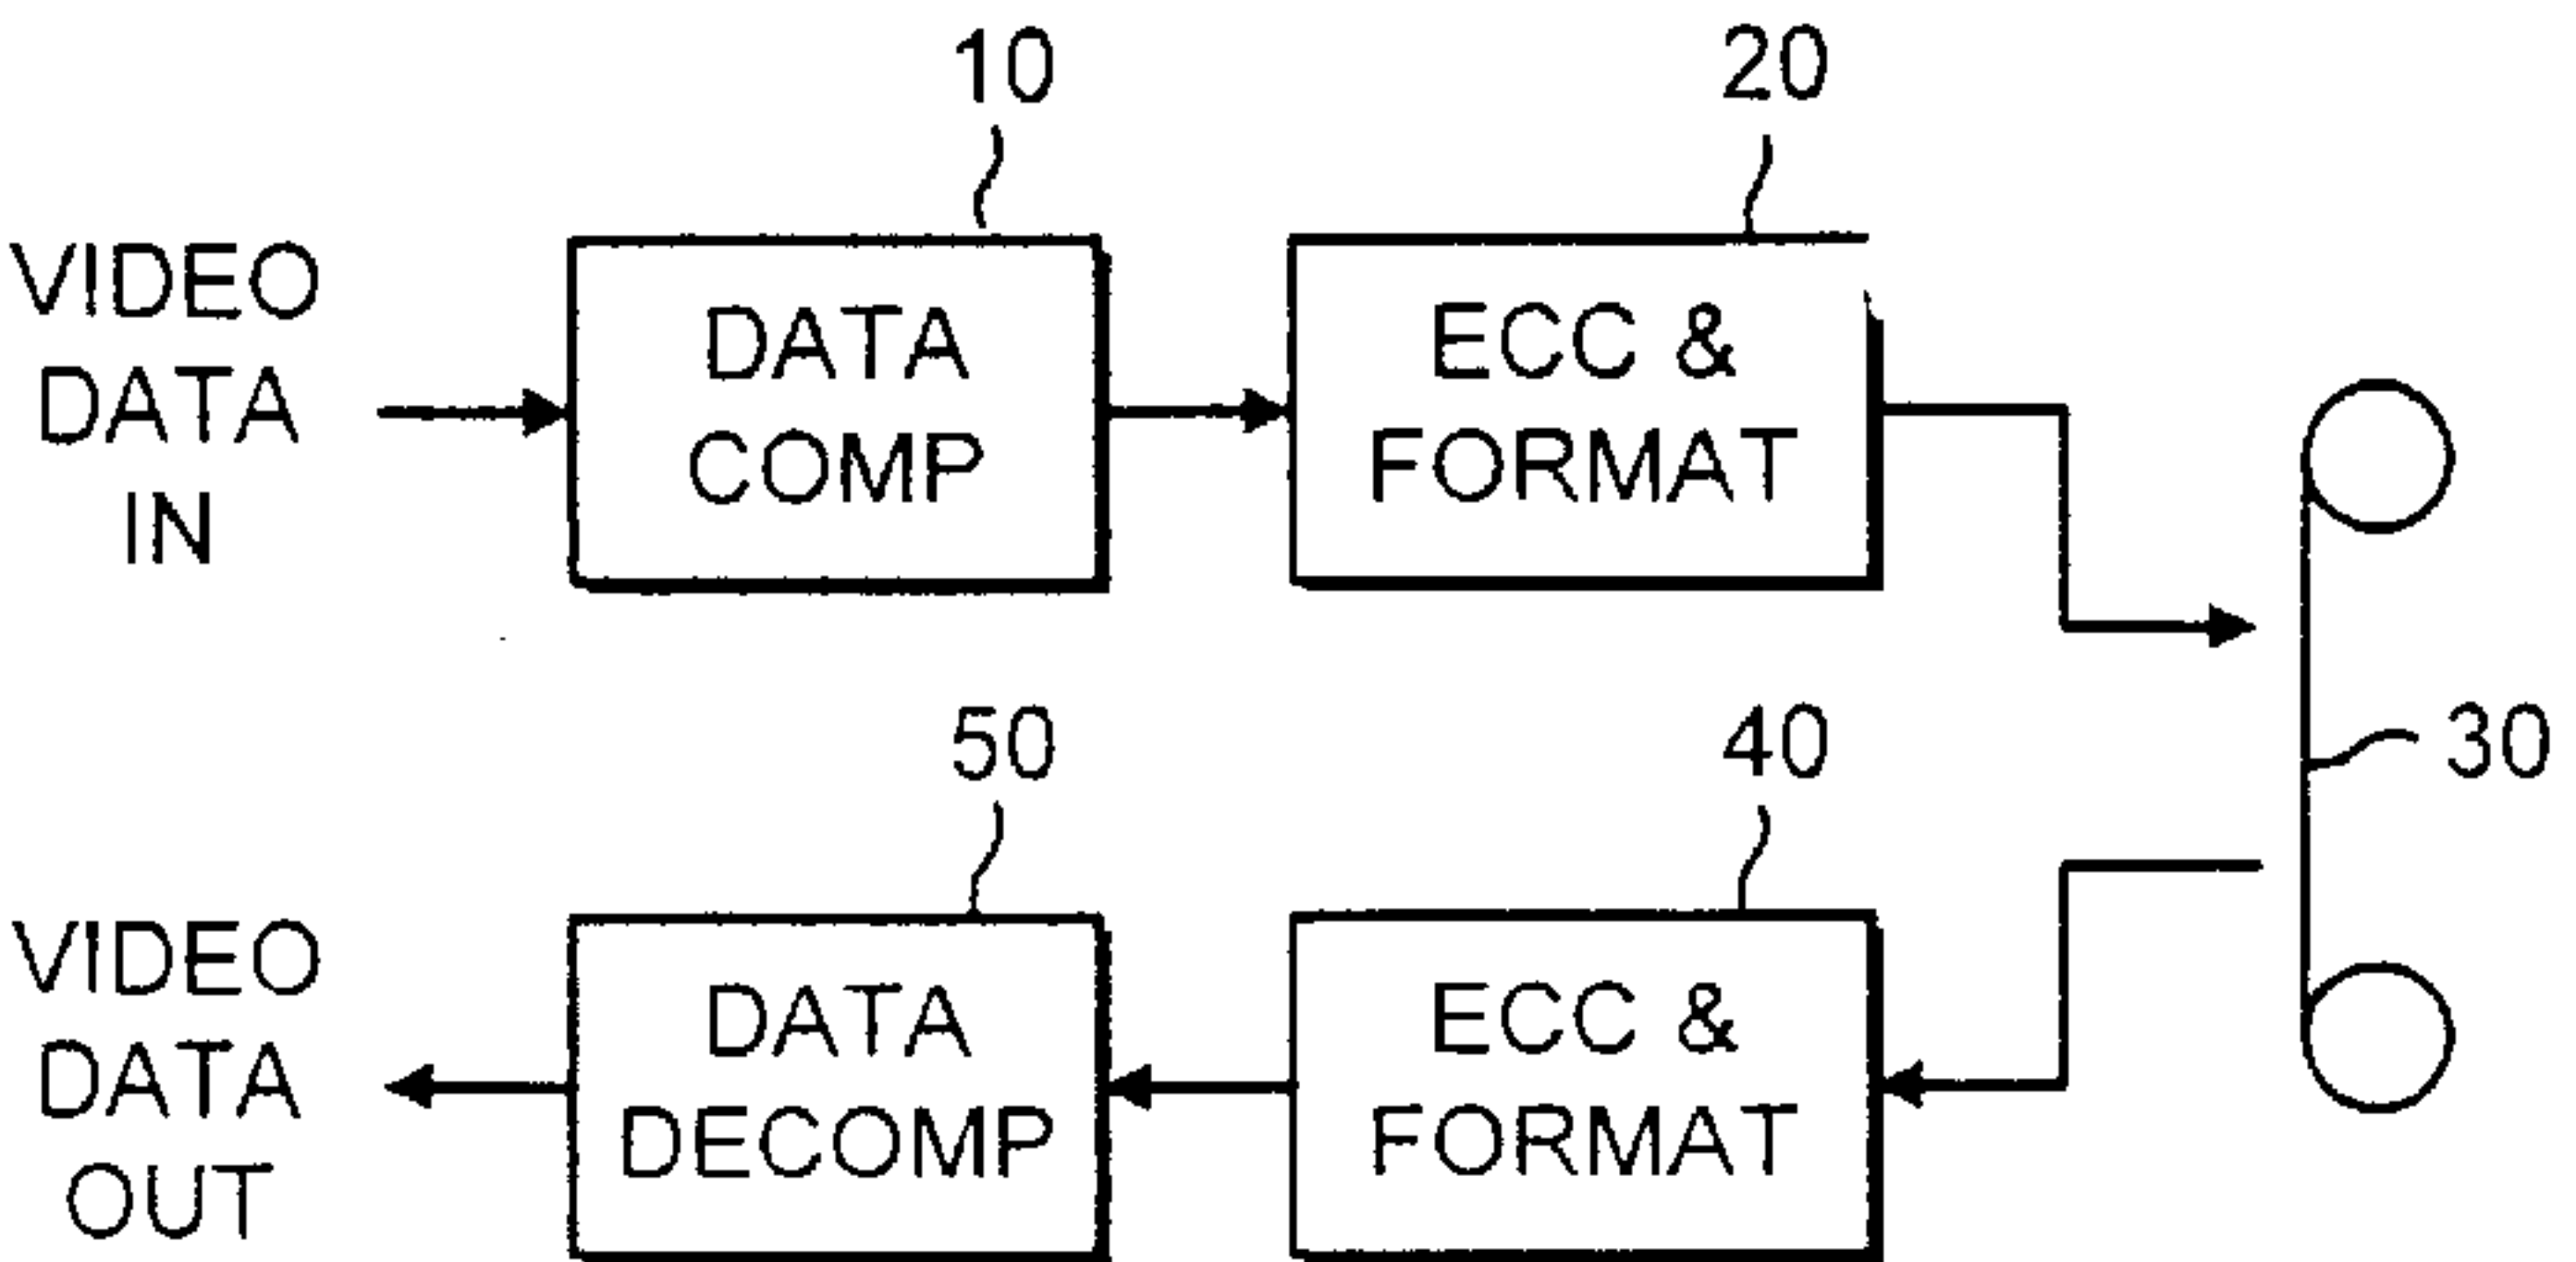 10
20
VIDEO
DATA
IN
DATA
COMP
ECC &
FORMAT
30
50
40
VIDEO
DATA
OUT
DATA
DECOMP
ECC &
FORMAT